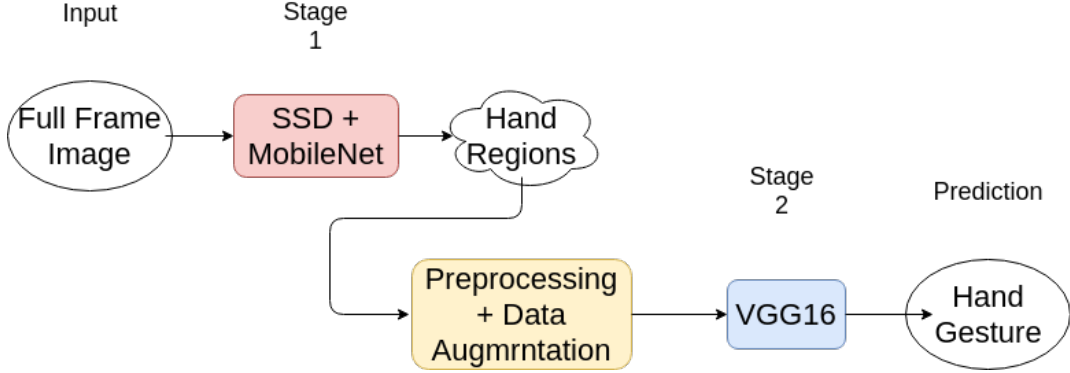 Input
Stage
1
Full Frame
Image
SSD +
MobileNet
Hand
Regions
Preprocessing
+ Data
Augmrntation
Stage
2
VGG16
Prediction
Hand
Gesture